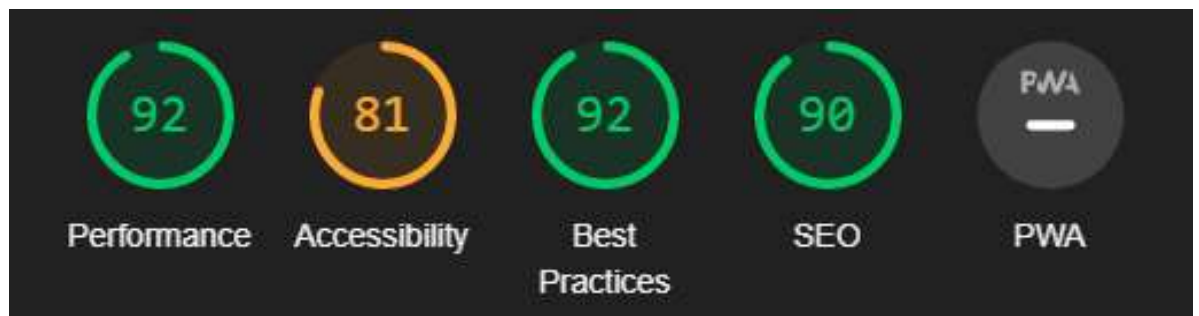 92 81 92 90 PWA
Performance Accessibility Best SEO PWA
Practices